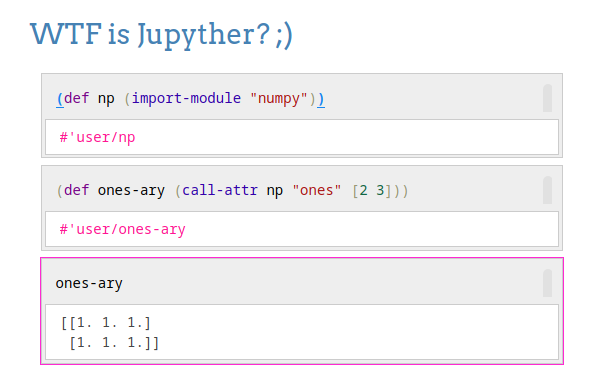 WTF is Jupyther? ;)
(def np (import-module "numpy"))
#'user/np
(def ones-ary (call-attr np "ones" [2 3]))
#'user/ones-ary
ones-ary
[[1. 1. 1.]
 [1. 1. 1.]]